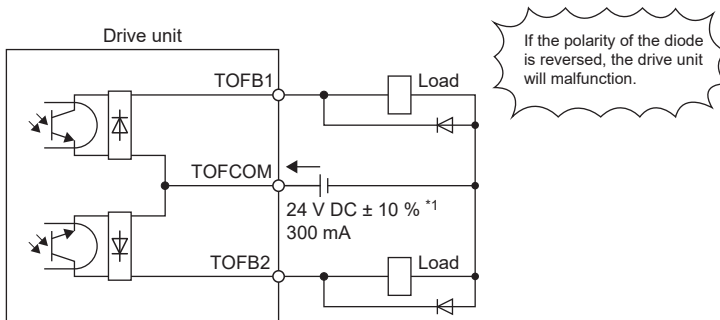 Drive unit
If the polarity of the diode
is reversed, the drive unit
will malfunction.
TOFB1
Load
TOFCOM
24 V DC ± 10 % *1
300 mA
TOFB2
Load